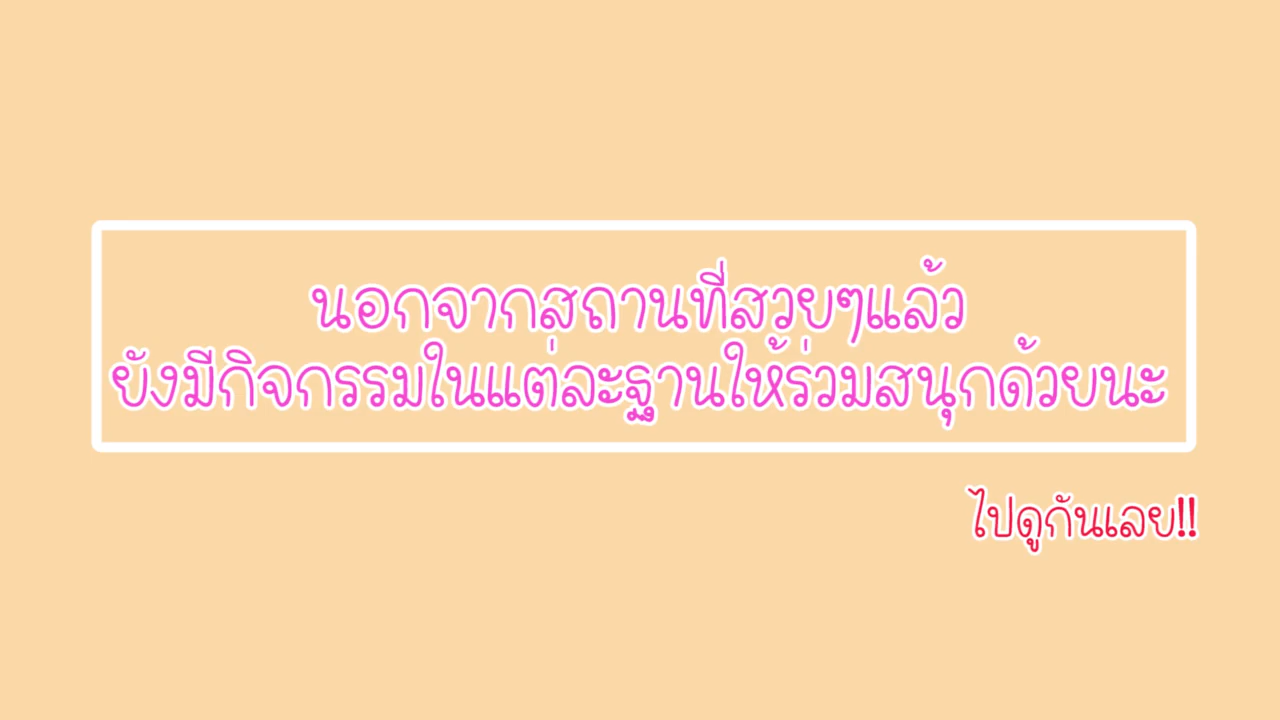 นอกจากสถานที่สวยๆแล้ว
ยังมีกิจกรรมในแต่ละฐานให้ร่วมสนุกด้วยนะ
ไปดูกันเลย!!